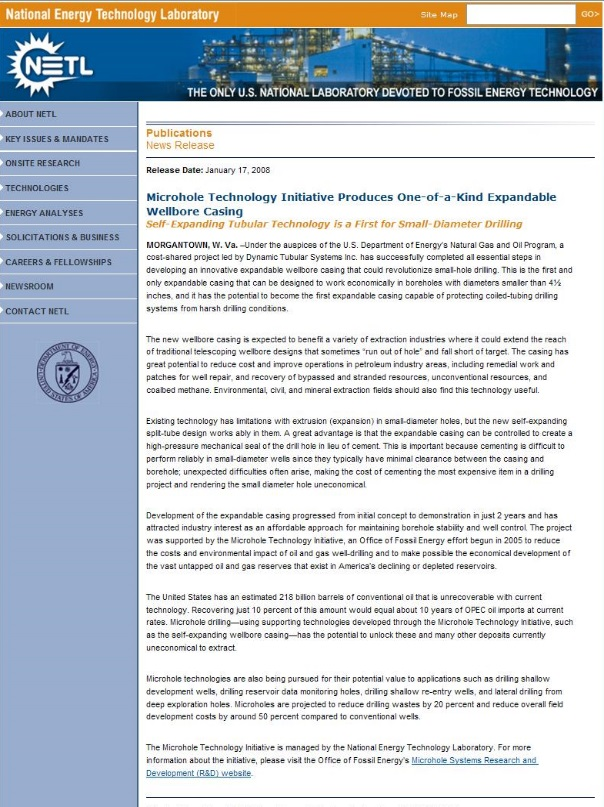 National Energy Technology Laboratory
Site Map
GO>
NETL
THE ONLY U.S. NATIONAL LABORATORY DEVOTED TO FOSSIL ENERGY TECHNOLOGY
ABOUT NETL
KEY ISSUES & MANDATES
ONSITE RESEARCH
TECHNOLOGIES
ENERGY ANALYSES
SOLICITATIONS & BUSINESS
CAREERS & FELLOWSHIPS
NEWSROOM
CONTACT NETL
Publications
News Release
Release Date: January 17, 2008
Microhole Technology Initiative Produces One-of-a-Kind Expandable
Wellbore Casing
Self-Expanding Tubular Technology is a First for Small-Diameter Drilling
MORGANTOWN, W. Va. –Under the auspices of the U.S. Department of Energy's Natural Gas and Oil Program, a
cost-shared project led by Dynamic Tubular Systems Inc. has successfully completed all essential steps in
developing an innovative expandable wellbore casing that could revolutionize small-hole drilling. This is the first and
only expandable casing that can be designed to work economically in boreholes with diameters smaller than 4½
inches, and it has the potential to become the first expandable casing capable of protecting coiled-tubing drilling
systems from harsh drilling conditions.
The new wellbore casing is expected to benefit a variety of extraction industries where it could extend the reach
of traditional telescoping wellbore designs that sometimes "run out of hole" and fall short of target. The casing has
great potential to reduce cost and improve operations in petroleum industry areas, including remedial work and
patches for well repair, and recovery of bypassed and stranded resources, unconventional resources, and
coalbed methane. Environmental, civil, and mineral extraction fields should also find this technology useful.
Existing technology has limitations with extrusion (expansion) in small-diameter holes, but the new self-expanding
split-tube design works ably in them. A great advantage is that the expandable casing can be controlled to create a
high-pressure mechanical seal of the drill hole in lieu of cement. This is important because cementing is difficult to
perform reliably in small-diameter wells since they typically have minimal clearance between the casing and
borehole; unexpected difficulties often arise, making the cost of cementing the most expensive item in a drilling
project and rendering the small diameter hole uneconomical.
Development of the expandable casing progressed from initial concept to demonstration in just 2 years and has
attracted industry interest as an affordable approach for maintaining borehole stability and well control. The project
was supported by the Microhole Technology Initiative, an Office of Fossil Energy effort begun in 2005 to reduce
the costs and environmental impact of oil and gas well-drilling and to make possible the economical development of
the vast untapped oil and gas reserves that exist in America's declining or depleted reservoirs.
The United States has an estimated 218 billion barrels of conventional oil that is unrecoverable with current
technology. Recovering just 10 percent of this amount would equal about 10 years of OPEC oil imports at current
rates. Microhole drilling—using supporting technologies developed through the Microhole Technology Initiative, such
as the self-expanding wellbore casing—has the potential to unlock these and many other deposits currently
uneconomical to extract.
Microhole technologies are also being pursued for their potential value to applications such as drilling shallow
development wells, drilling reservoir data monitoring holes, drilling shallow re-entry wells, and lateral drilling from
deep exploration holes. Microholes are projected to reduce drilling wastes by 20 percent and reduce overall field
development costs by around 50 percent compared to conventional wells.
The Microhole Technology Initiative is managed by the National Energy Technology Laboratory. For more
information about the initiative, please visit the Office of Fossil Energy's Microhole Systems Research and
Development (R&D) website.